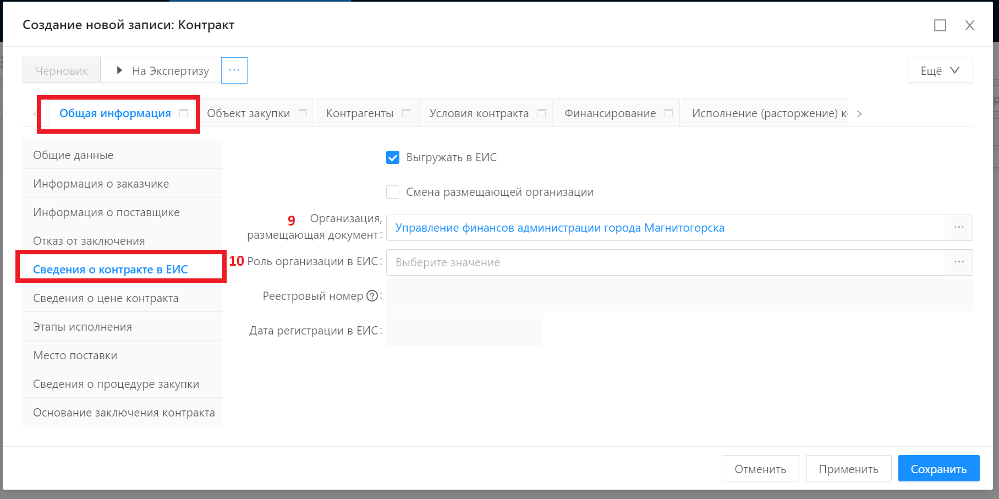 Создание новой записи: Контракт
Черновик
На Экспертизу
...
Ещё
Общая информация
Объект закупки
Контрагенты
Условия контракта
Финансирование
Исполнение (расторжение)
Общие данные
Информация о заказчике
Информация о поставщике
Отказ от заключения
Сведения о контракте в ЕИС
Сведения о цене контракта
Этапы исполнения
Место поставки
Сведения о процедуре закупки
Основание заключения контракта
Выгружать в ЕИС
Смена размещающей организации
9 Организация,
размещающая документ:
Управление финансов администрации города Магнитогорска
...
10 Роль организации в ЕИС:
Выберите значение
...
Реестровый номер ?:
Дата регистрации в ЕИС:
Отменить
Применить
Сохранить